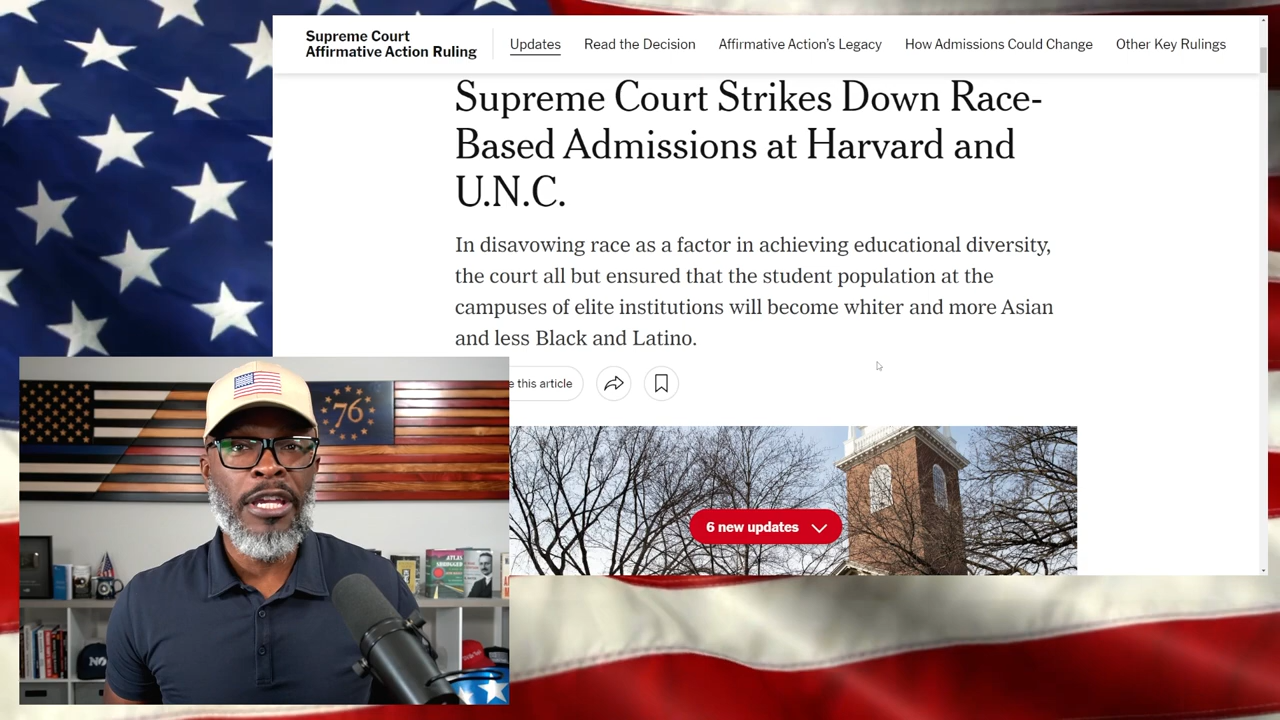 Supreme Court
Affirmative Action Ruling
Updates
Read the Decision
Affirmative Action's Legacy
How Admissions Could Change
Other Key Rulings
Supreme Court Strikes Down Race-
Based Admissions at Harvard and
U.N.C.
In disavowing race as a factor in achieving educational diversity,
the court all but ensured that the student population at the
campuses of elite institutions will become whiter and more Asian
and less Black and Latino.
e this article
6 new updates
76
ATLAS
SHRUGGED
NO